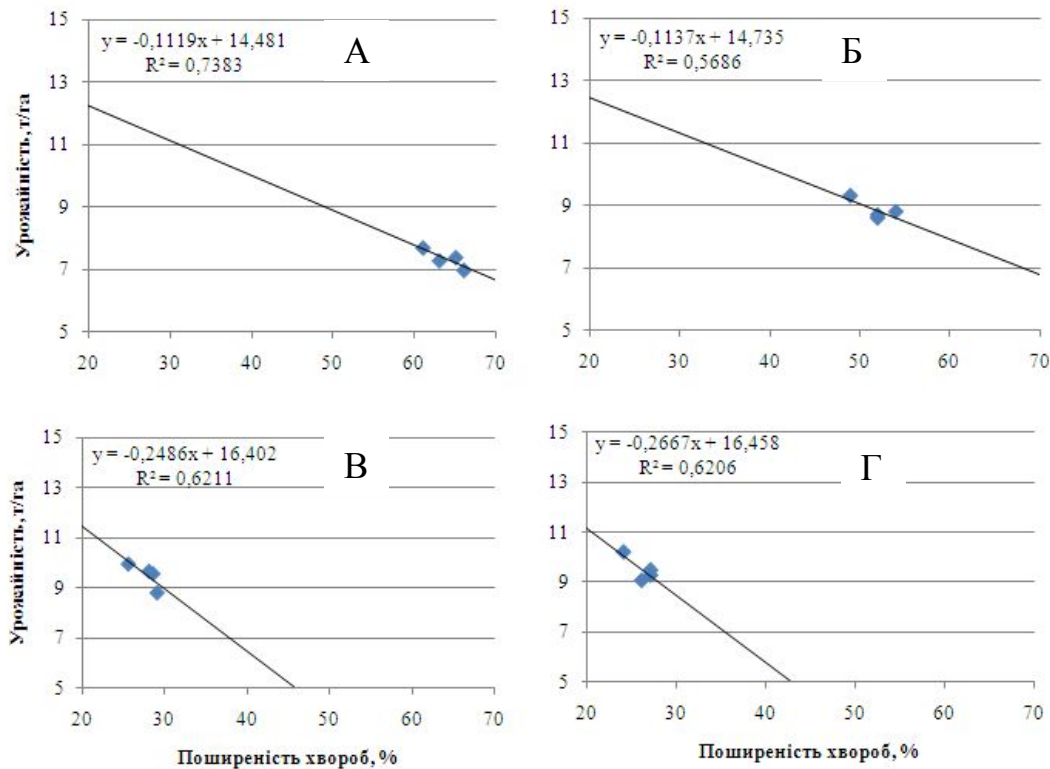 y = -0,1119x + 14,481
R² = 0,7383
А
Урожайність, т/га
15
13
11
9
7
5
20 30 40 50 60 70
y = -0,1137x + 14,735
R² = 0,5686
Б
15
13
11
9
7
5
20 30 40 50 60 70
y = -0,2486x + 16,402
R² = 0,6211
В
Урожайність, т/га
15
13
11
9
7
5
20 30 40 50 60 70
Поширеність хвороб, %
y = -0,2667x + 16,458
R² = 0,6206
Г
15
13
11
9
7
5
20 30 40 50 60 70
Поширеність хвороб, %